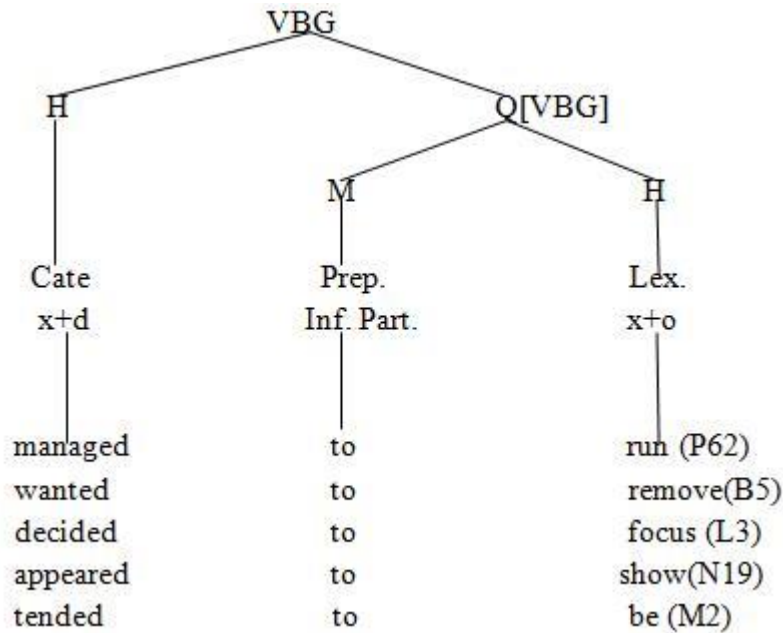 VBG
H Q[VBG]
M H
Cate Prep. Lex.
x+d Inf. Part. x+o
managed to run (P62)
wanted to remove(B5)
decided to focus (L3)
appeared to show(N19)
tended to be (M2)